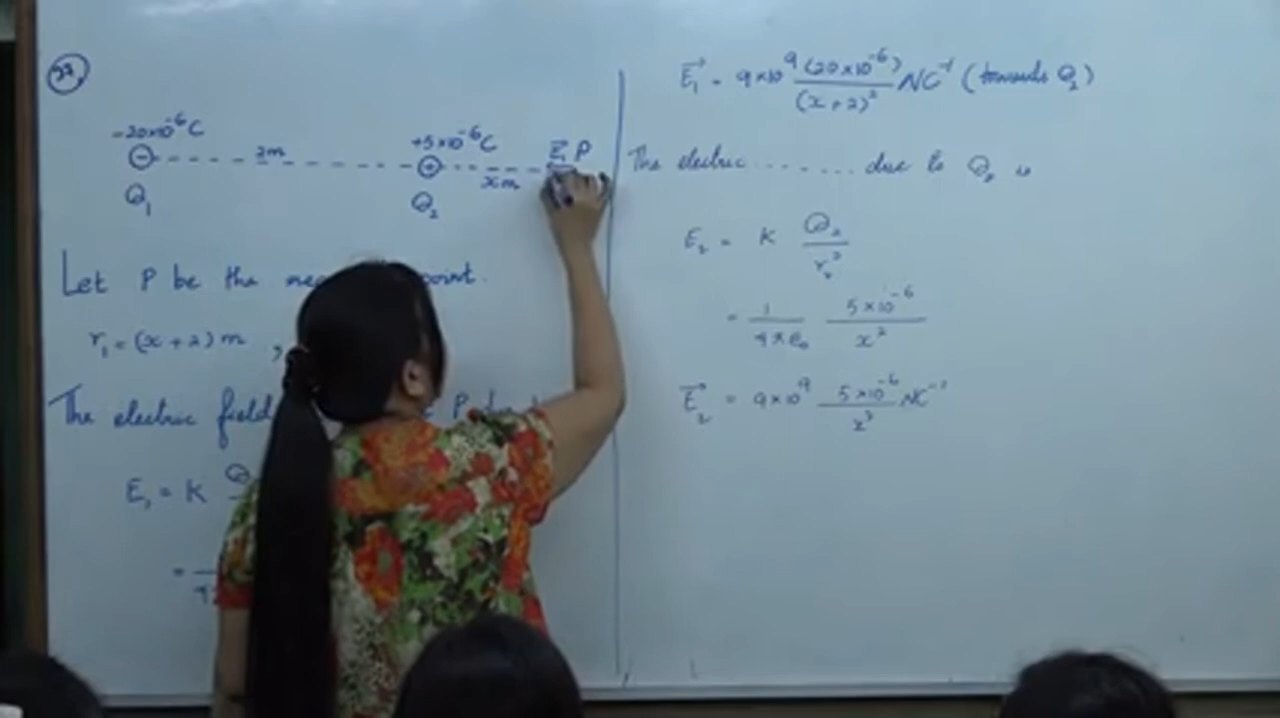 37.
-20×10⁻⁶C
+5×10⁻⁶C
E₁ P
2m
x m
Q₁
Q₂
Let P be the point.
r₁ = (x+2) m ,
The electric field P
E₁ = K Q
=
E₁ = 9×10⁹ (20×10⁻⁶) / (x+2)² NC⁻¹ (towards Q₁)
The electric ....... due to Q₂ is
E₂ = K Q₂ / r₂²
= 1 / 4πε₀ 5×10⁻⁶ / x²
E₂ = 9×10⁹ 5×10⁻⁶ / x² NC⁻¹